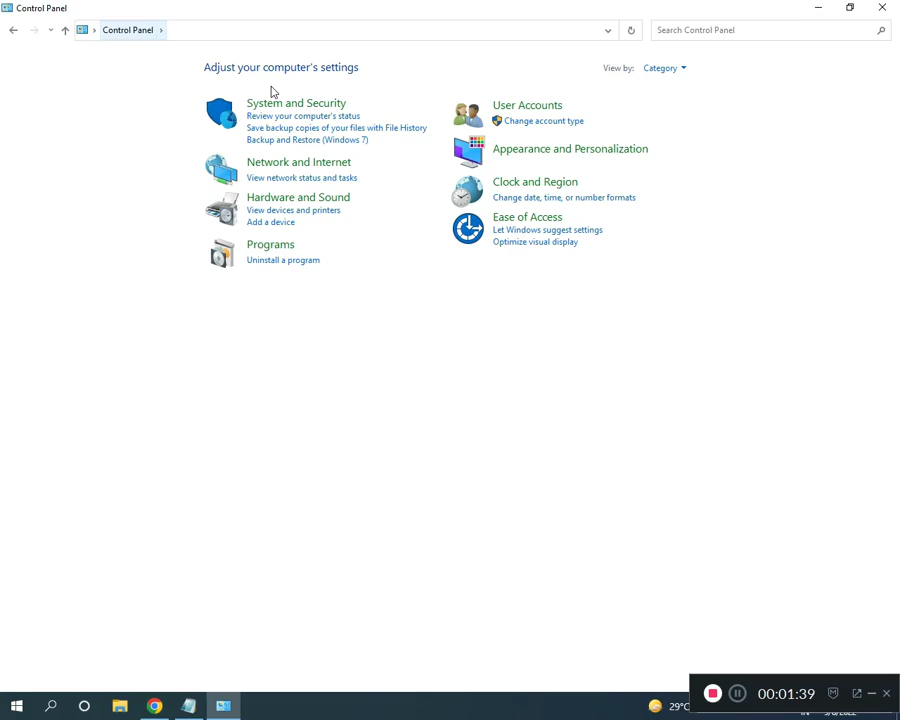 Control Panel
Control Panel
Search Control Panel
Adjust your computer's settings
View by: Category
System and Security
Review your computer's status
Save backup copies of your files with File History
Backup and Restore (Windows 7)
Network and Internet
View network status and tasks
Hardware and Sound
View devices and printers
Add a device
Programs
Uninstall a program
User Accounts
Change account type
Appearance and Personalization
Clock and Region
Change date, time, or number formats
Ease of Access
Let Windows suggest settings
Optimize visual display
29°C
00:01:39